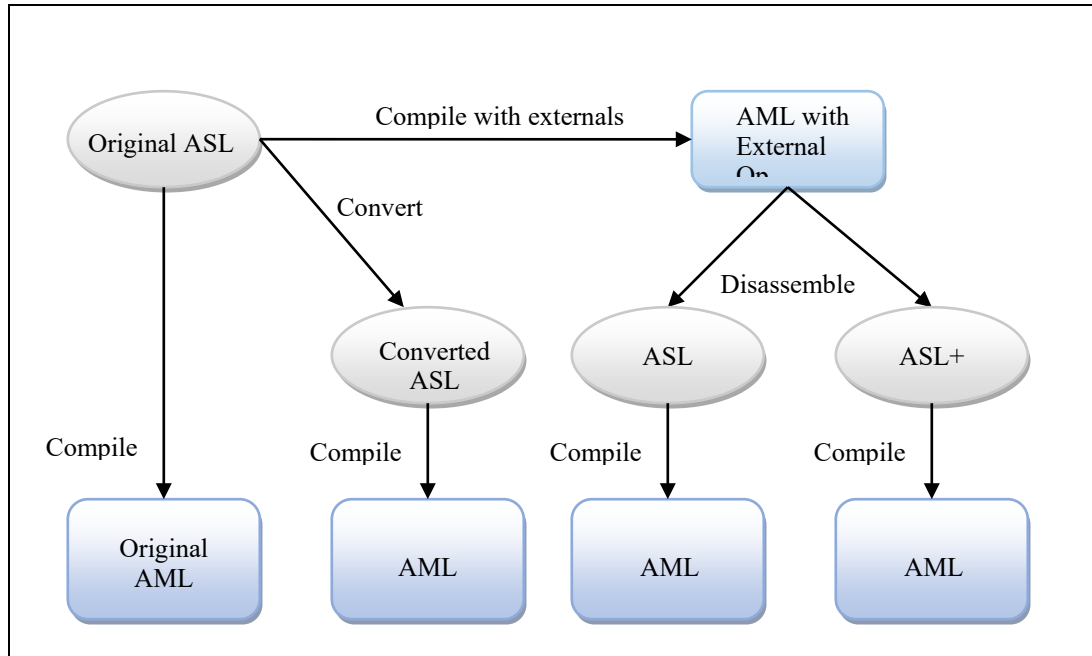 Original ASL
Compile with externals
AML with
External
Op
Convert
Disassemble
Converted
ASL
ASL
ASL+
Compile
Compile
Compile
Compile
Original
AML
AML
AML
AML